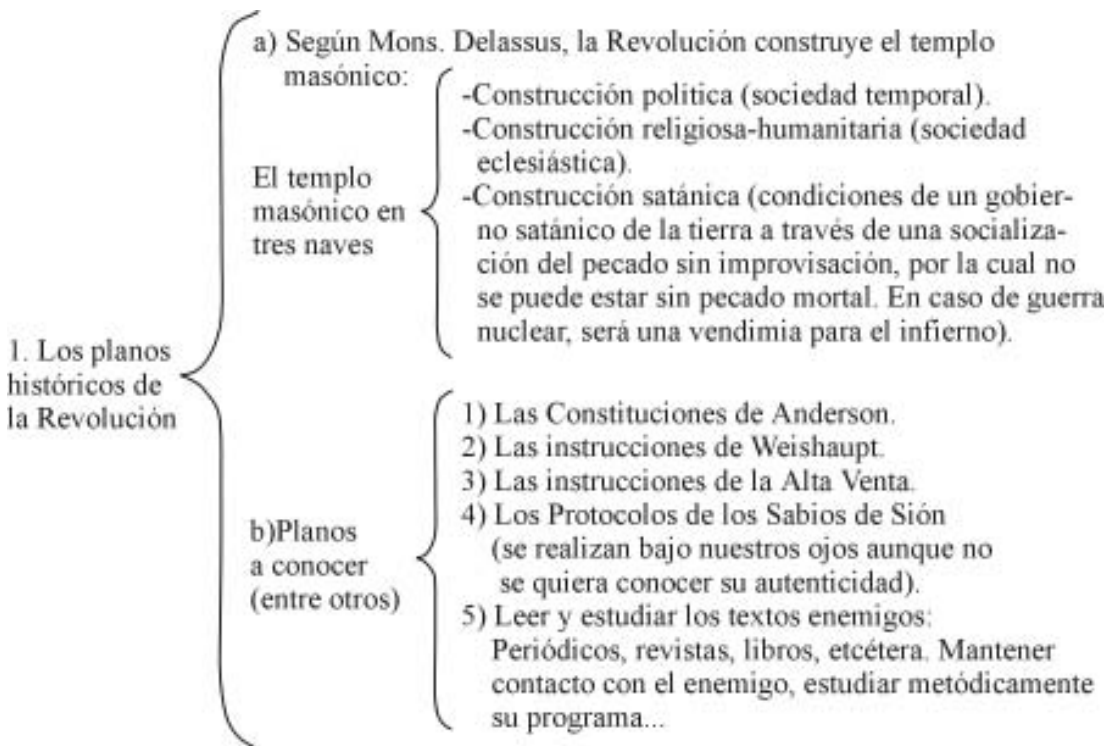 a) Según Mons. Delassus, la Revolución construye el templo
masónico:
El templo
masónico en
tres naves
-Construcción politica (sociedad temporal).
-Construcción religiosa-humanitaria (sociedad
eclesiástica).
-Construcción satánica (condiciones de un gobier-
no satánico de la tierra a través de una socializa-
ción del pecado sin improvisación, por la cual no
se puede estar sin pecado mortal. En caso de guerra
nuclear, será una vendimia para el infierno).
1. Los planos
históricos de
la Revolución
b)Planos
a conocer
(entre otros)
1) Las Constituciones de Anderson.
2) Las instrucciones de Weishaupt.
3) Las instrucciones de la Alta Venta.
4) Los Protocolos de los Sabios de Sión
(se realizan bajo nuestros ojos aunque no
se quiera conocer su autenticidad).
5) Leer y estudiar los textos enemigos:
Periódicos, revistas, libros, etcétera. Mantener
contacto con el enemigo, estudiar metódicamente
su programa...